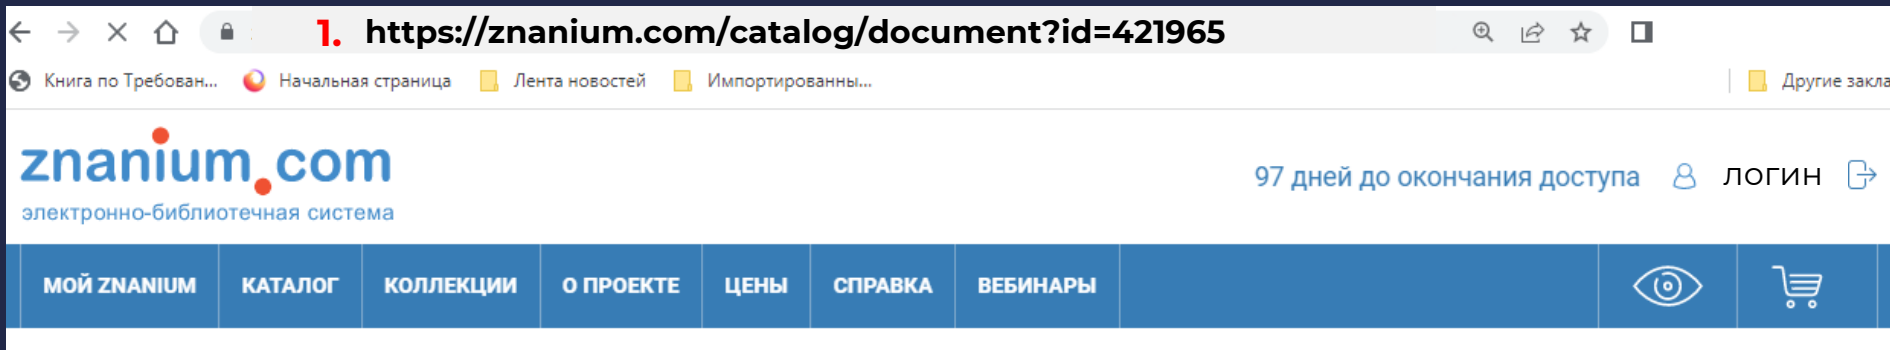 1. https://znanium.com/catalog/document?id=421965
Книга по Требован... Начальная страница Лента новостей Импортированны... Другие закла
znanium.com
электронно-библиотечная система
97 дней до окончания доступа ЛОГИН
МОЙ ZNANIUM КАТАЛОГ КОЛЛЕКЦИИ О ПРОЕКТЕ ЦЕНЫ СПРАВКА ВЕБИНАРЫ